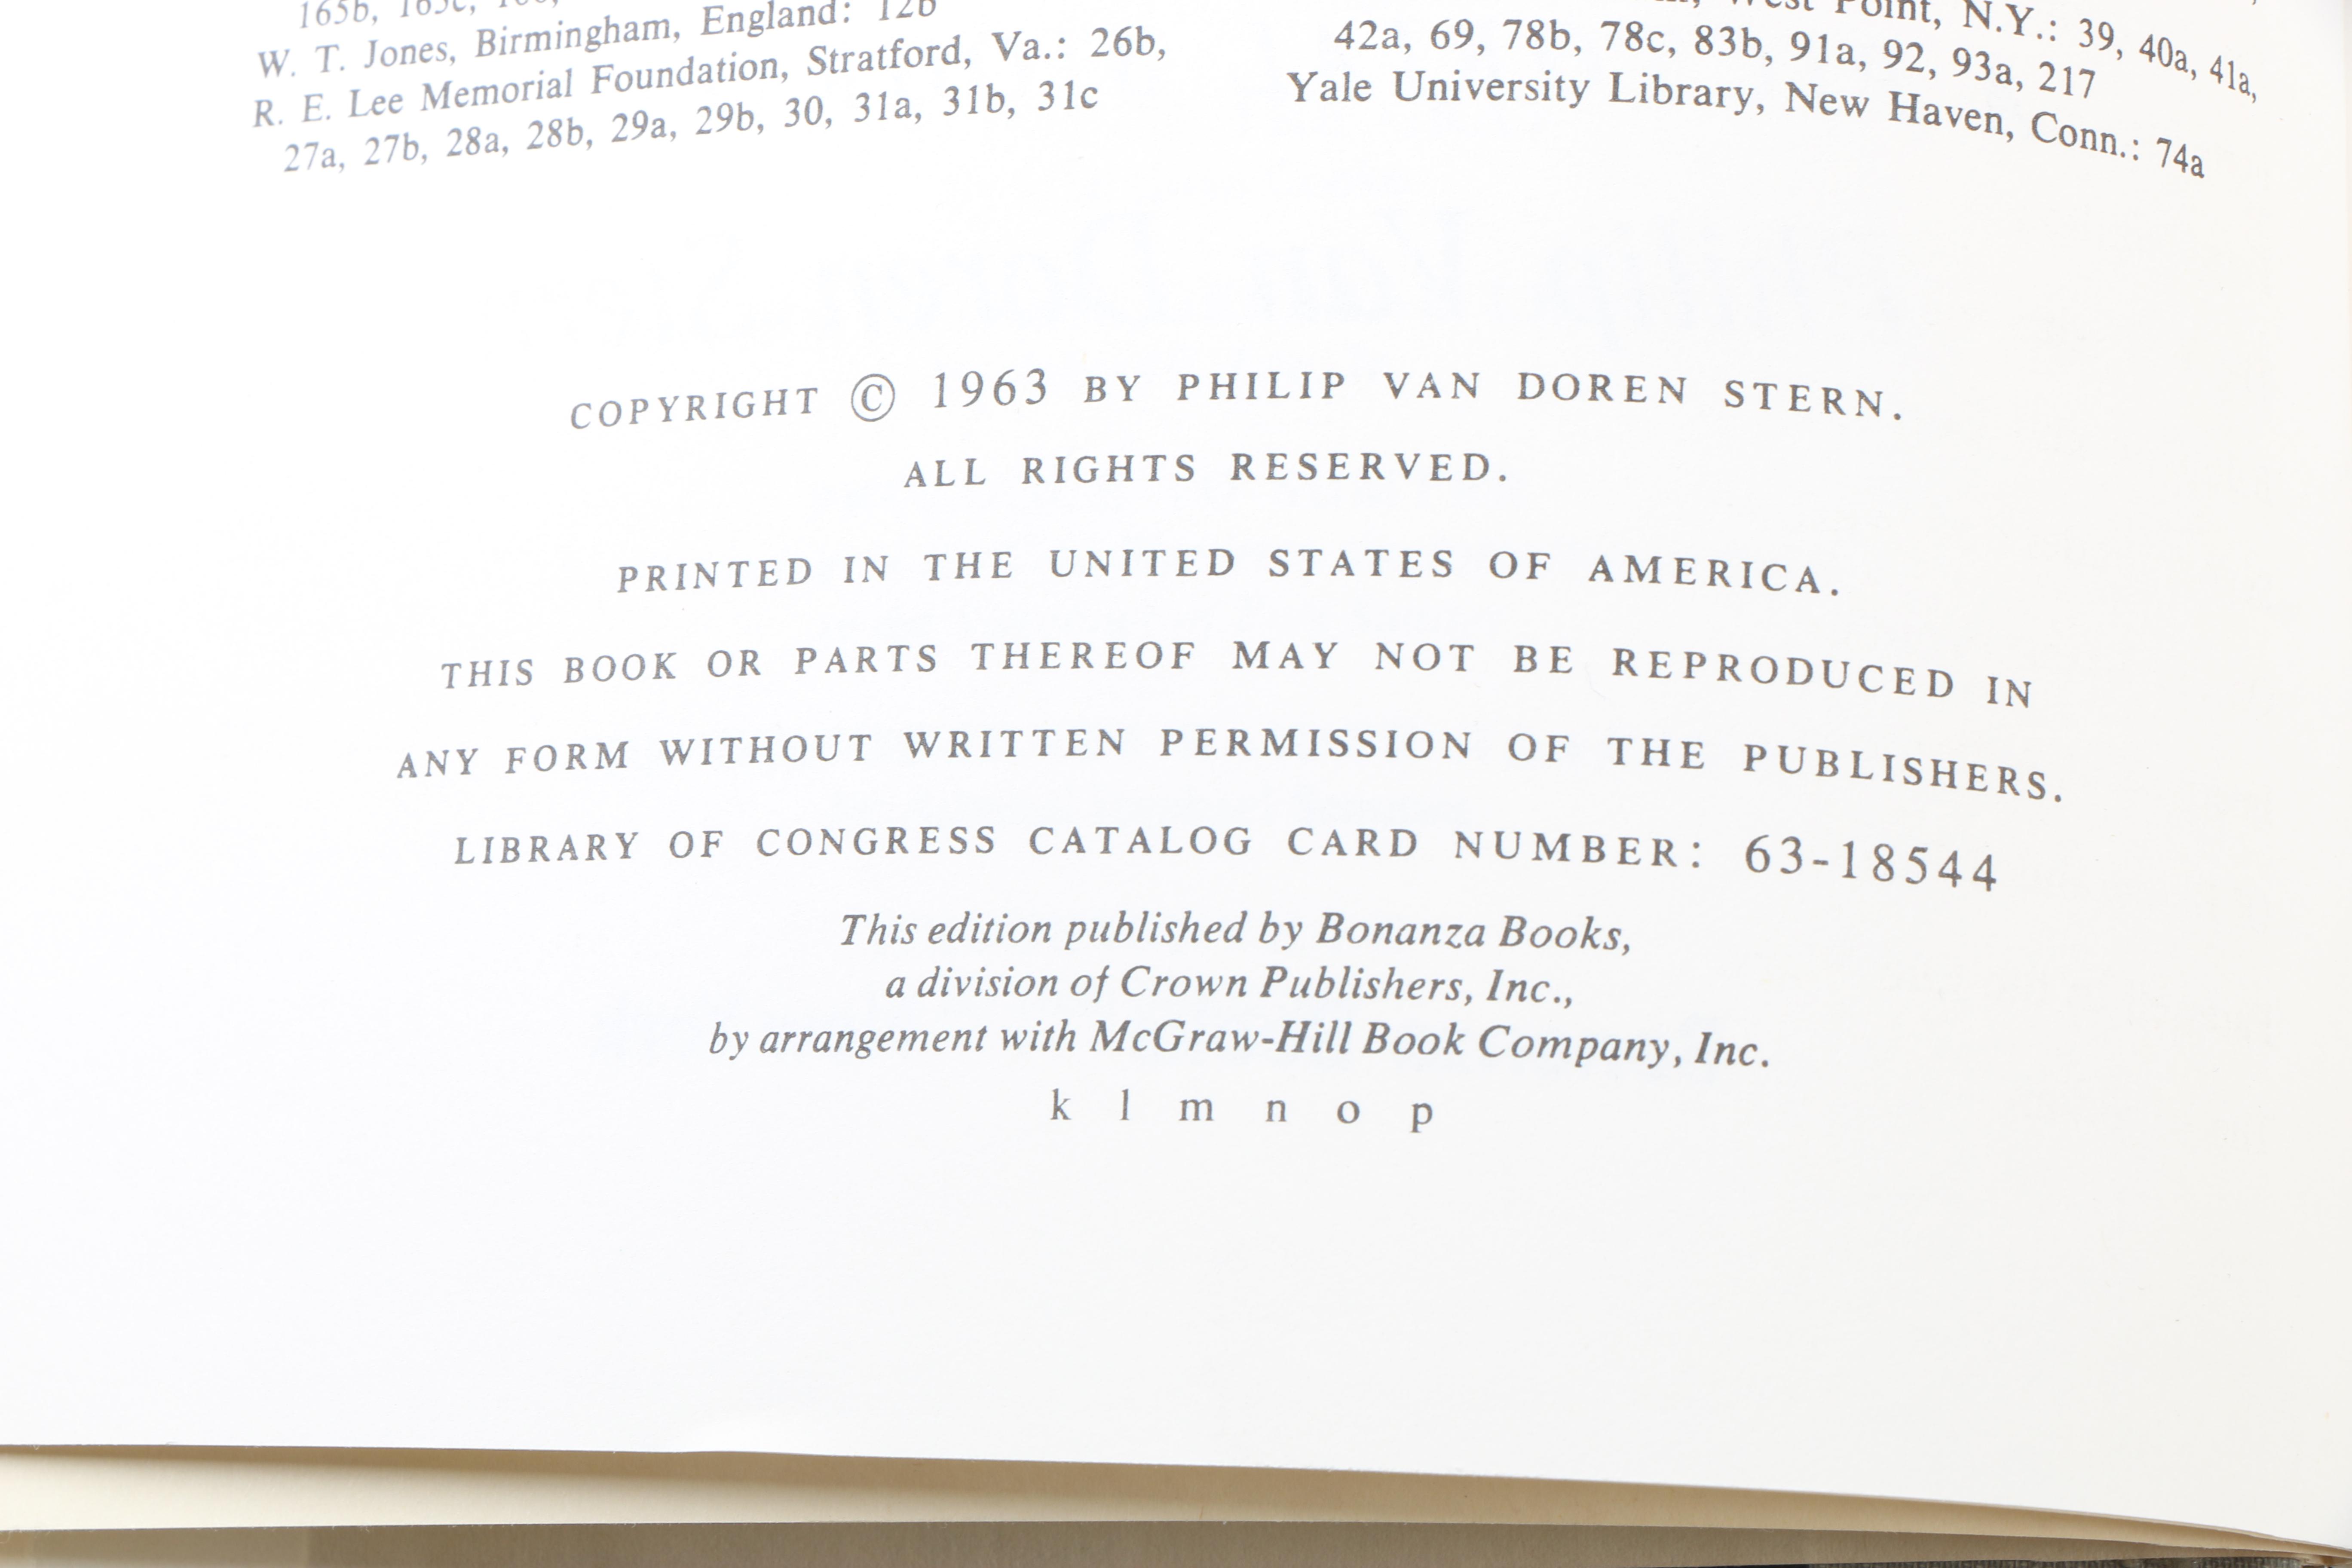 165b, 165c,
W. T. Jones, Birmingham, England: 12b
R. E. Lee Memorial Foundation, Stratford, Va.: 26b,
27a, 27b, 28a, 28b, 29a, 29b, 30, 31a, 31b, 31c
West Point, N.Y.: 39, 40a, 41a,
42a, 69, 78b, 78c, 83b, 91a, 92, 93a, 217
Yale University Library, New Haven, Conn.: 74a
COPYRIGHT © 1963 BY PHILIP VAN DOREN STERN.
ALL RIGHTS RESERVED.
PRINTED IN THE UNITED STATES OF AMERICA.
THIS BOOK OR PARTS THEREOF MAY NOT BE REPRODUCED IN
ANY FORM WITHOUT WRITTEN PERMISSION OF THE PUBLISHERS.
LIBRARY OF CONGRESS CATALOG CARD NUMBER: 63-18544
This edition published by Bonanza Books,
a division of Crown Publishers, Inc.,
by arrangement with McGraw-Hill Book Company, Inc.
k l m n o p